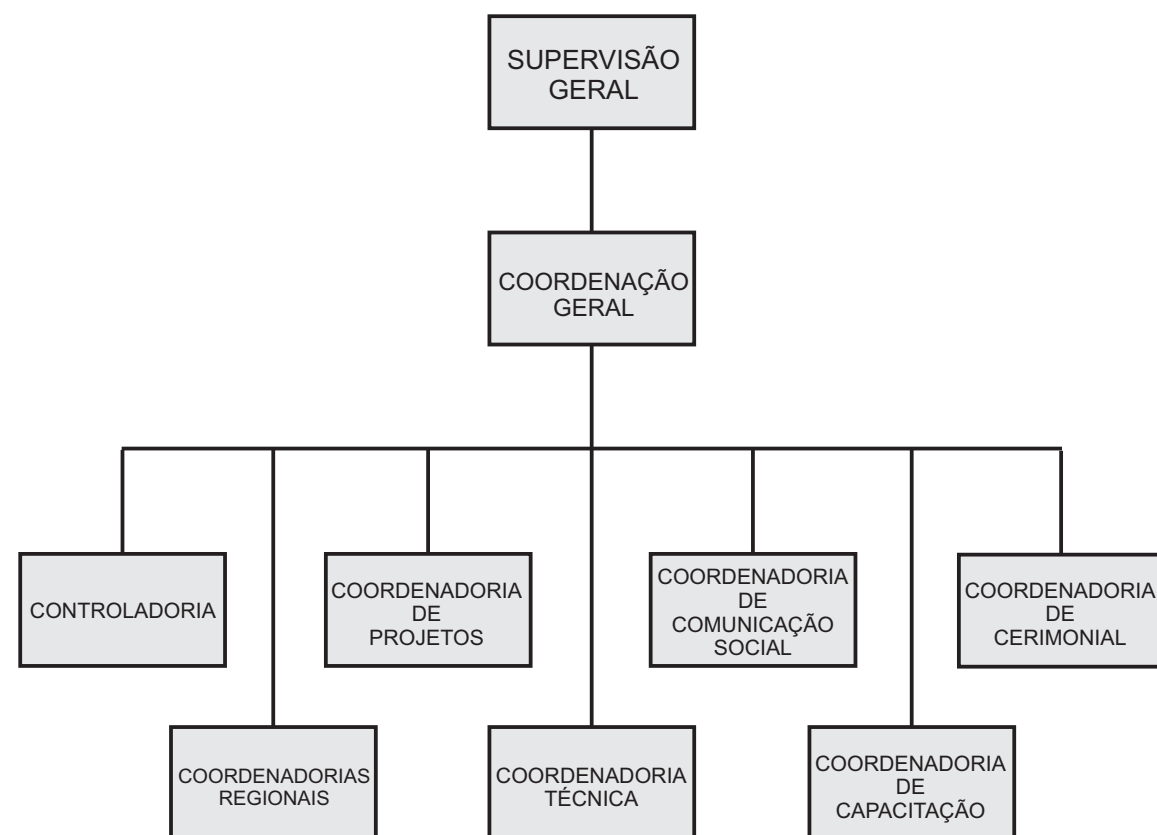 SUPERVISÃO
GERAL
COORDENAÇÃO
GERAL
CONTROLADORIA
COORDENADORIA
DE
PROJETOS
COORDENADORIA
DE
COMUNICAÇÃO
SOCIAL
COORDENADORIA
DE
CERIMONIAL
COORDENADORIAS
REGIONAIS
COORDENADORIA
TÉCNICA
COORDENADORIA
DE
CAPACITAÇÃO